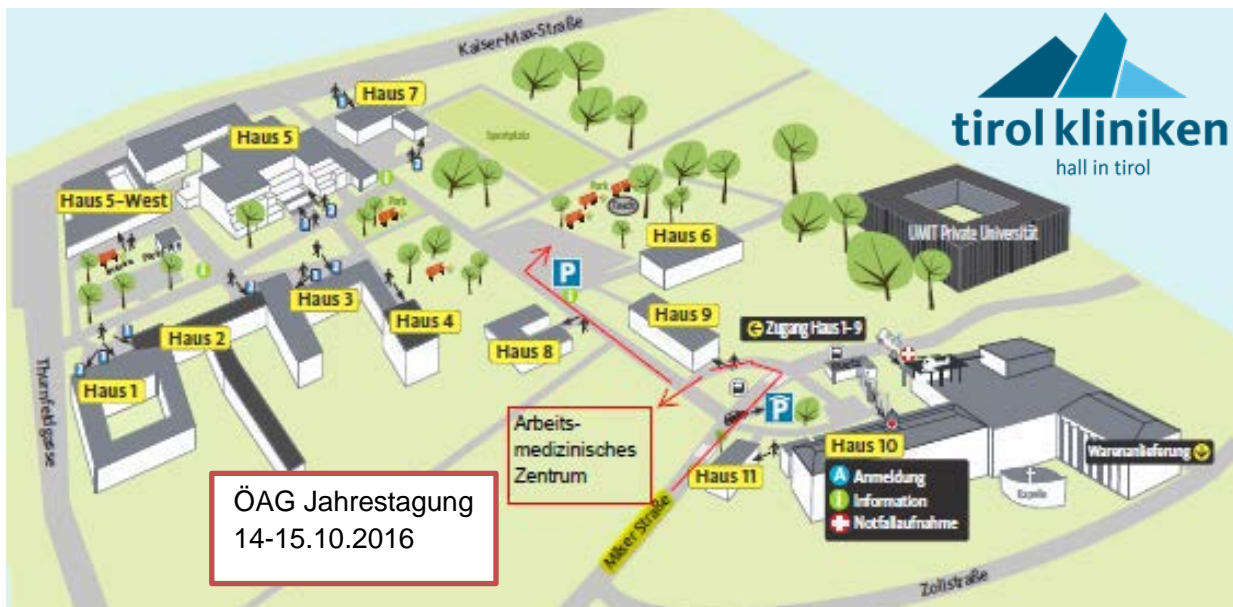 Kaiser-Max-Straße
tirol kliniken
hall in tirol
Haus 7
Sportplatz
Haus 5
Haus 5-West
Park
Park
Teich
Haus 6
UMIT Private Universität
P
Haus 3
Haus 4
Haus 2
Haus 1
Haus 8
Haus 9
Zugang Haus 1-9
Thurnfeldgasse
Arbeits-
medizinisches
Zentrum
P
Haus 10
A Anmeldung
i Information
Notfallaufnahme
Haus 11
Warenanlieferung
Kapelle
Milser Straße
Zollstraße
ÖAG Jahrestagung
14-15.10.2016